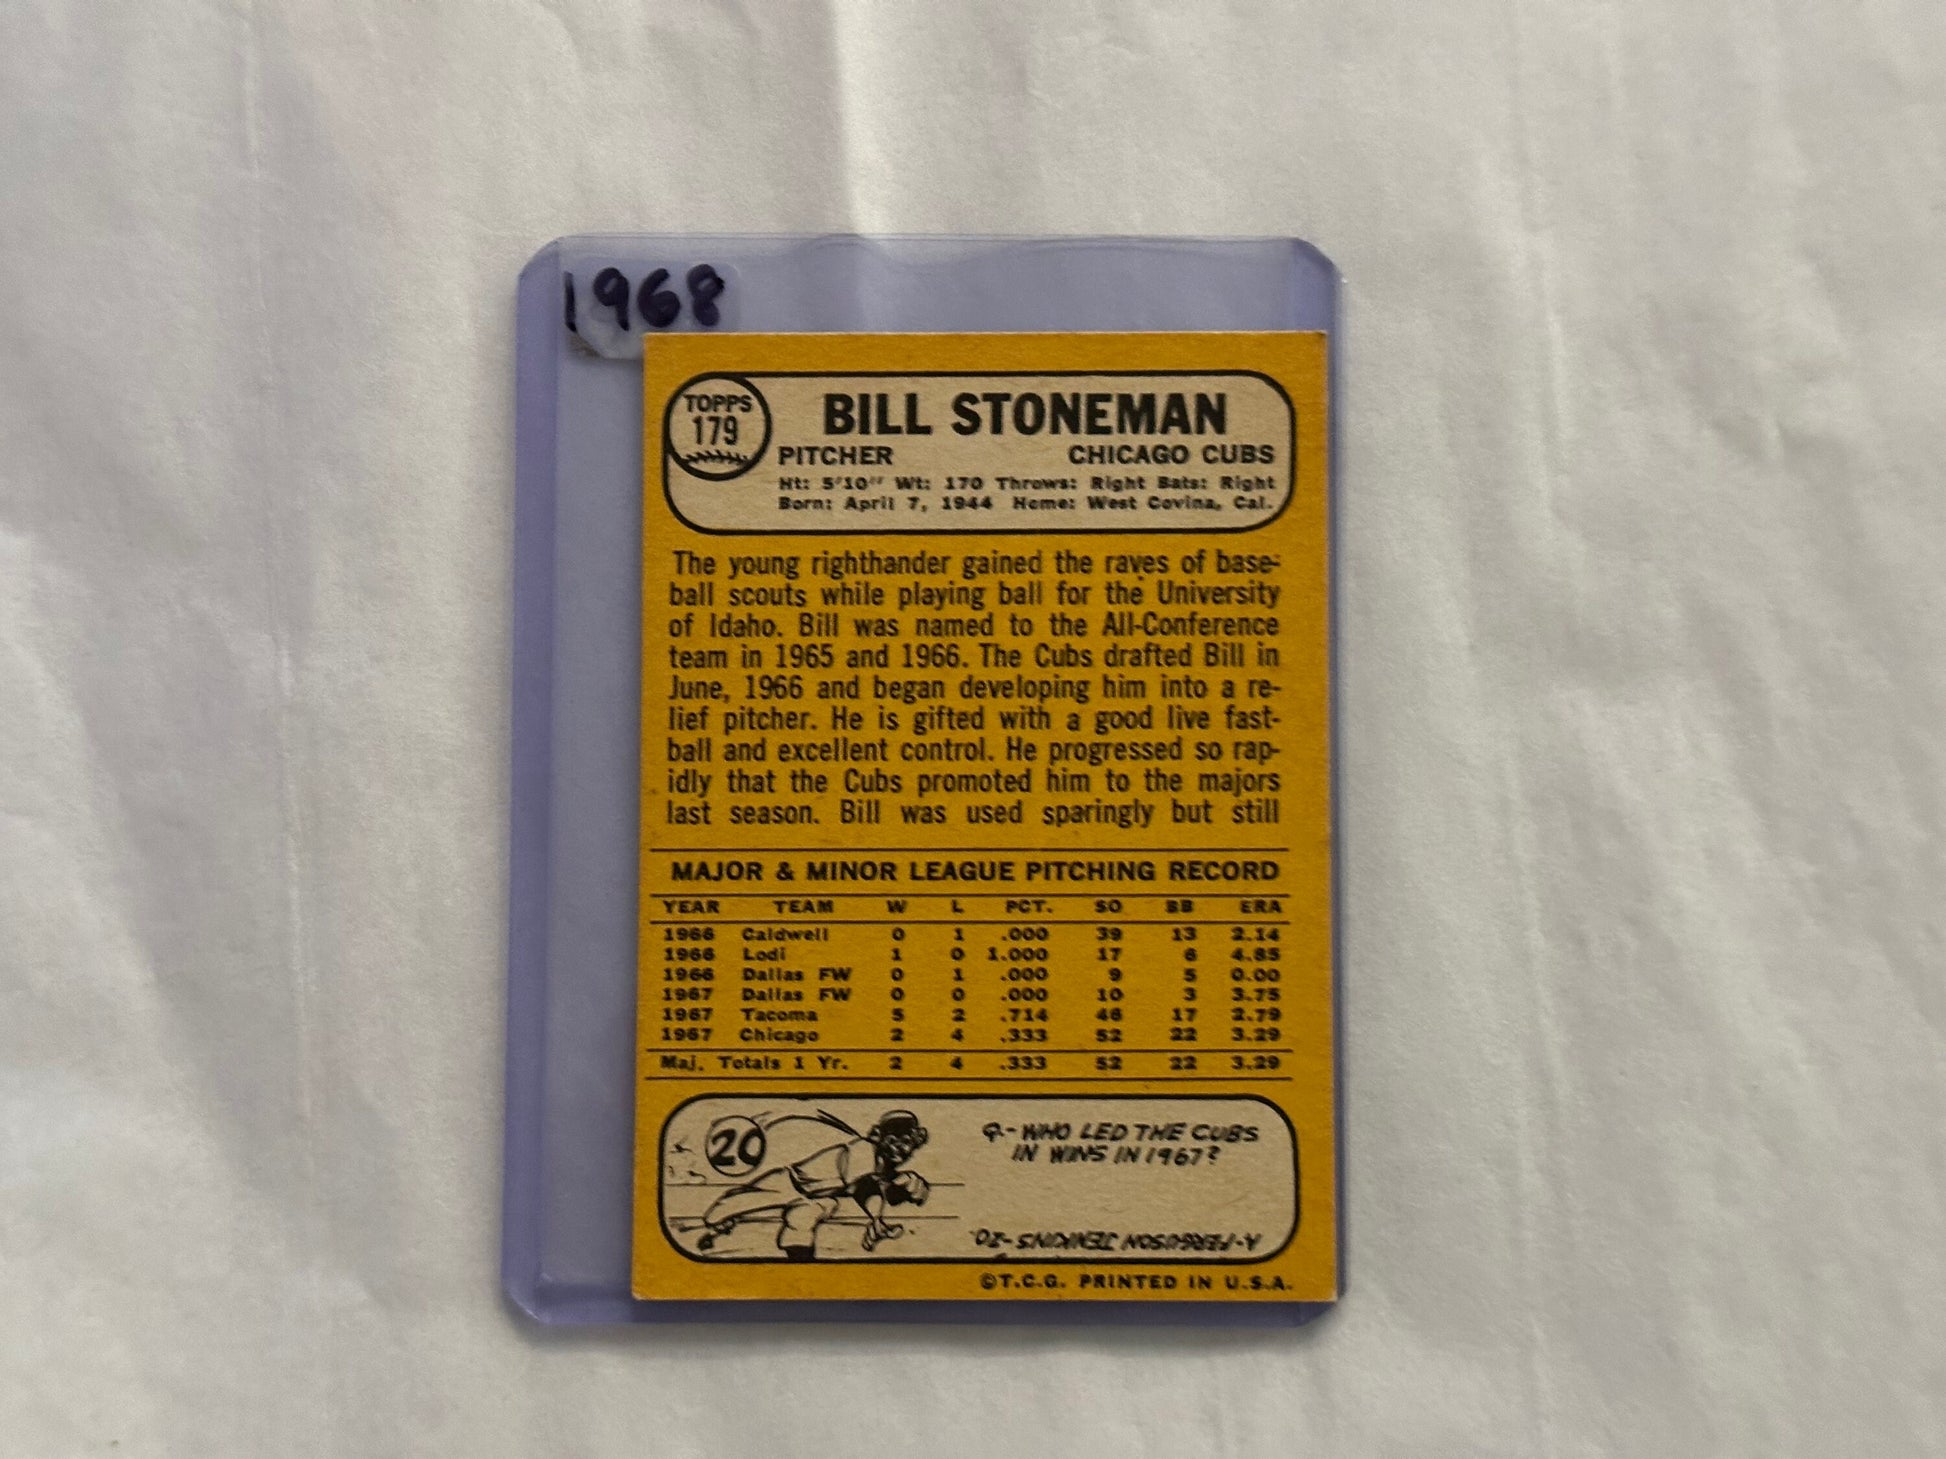 1968
TOPPS
179
BILL STONEMAN
PITCHER CHICAGO CUBS
Ht: 5'10" Wt: 170 Throws: Right Bats: Right
Born: April 7, 1944 Home: West Covina, Cal.
The young righthander gained the raves of base-
ball scouts while playing ball for the University
of Idaho. Bill was named to the All-Conference
team in 1965 and 1966. The Cubs drafted Bill in
June, 1966 and began developing him into a re-
lief pitcher. He is gifted with a good live fast-
ball and excellent control. He progressed so rap-
idly that the Cubs promoted him to the majors
last season. Bill was used sparingly but still
MAJOR & MINOR LEAGUE PITCHING RECORD
YEAR TEAM W L PCT. SO BB ERA
1966 Caldwell 0 1 .000 39 13 2.14
1966 Lodi 1 0 1.000 17 6 4.85
1966 Dallas FW 0 1 .000 9 5 0.00
1967 Dallas FW 0 0 .000 10 3 3.75
1967 Tacoma 5 2 .714 46 17 2.79
1967 Chicago 2 4 .333 52 22 3.29
Maj. Totals 1 Yr. 2 4 .333 52 22 3.29
20
Q.- WHO LED THE CUBS
IN WINS IN 1967?
A-FERGUSON JENKINS -20.
©T.C.G. PRINTED IN U.S.A.